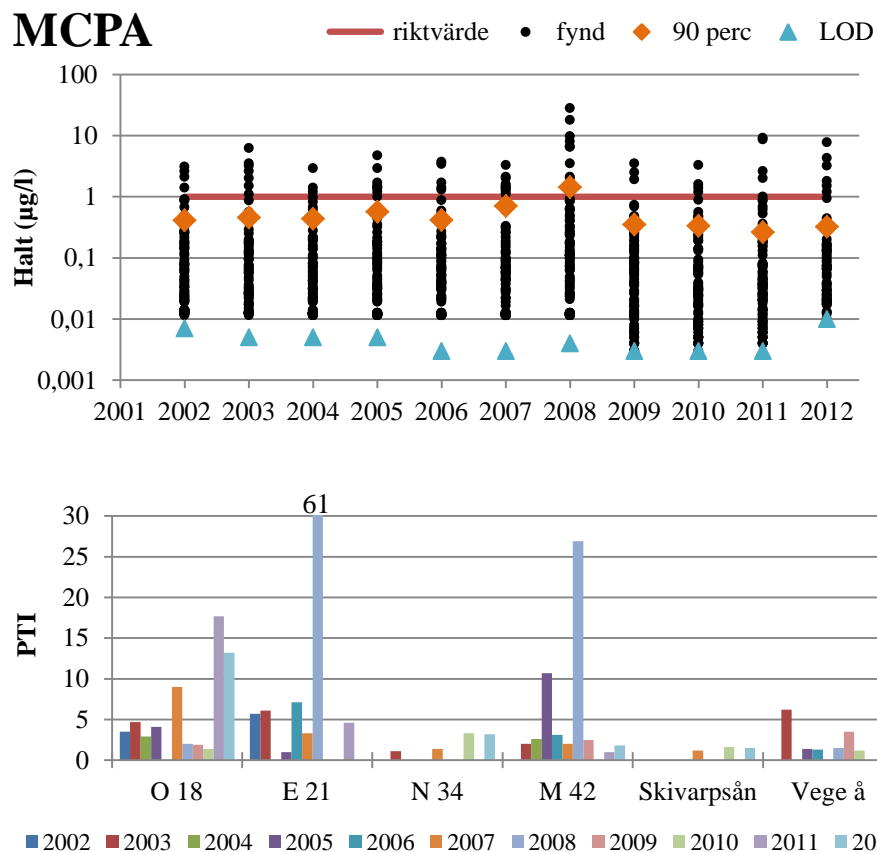 MCPA
riktvärde fynd 90 perc LOD
Halt (µg/l)
100
10
1
0,1
0,01
0,001
2001 2002 2003 2004 2005 2006 2007 2008 2009 2010 2011 2012
61
PTI
30
25
20
15
10
5
0
O 18 E 21 N 34 M 42 Skivarpsån Vege å
2002 2003 2004 2005 2006 2007 2008 2009 2010 2011 20